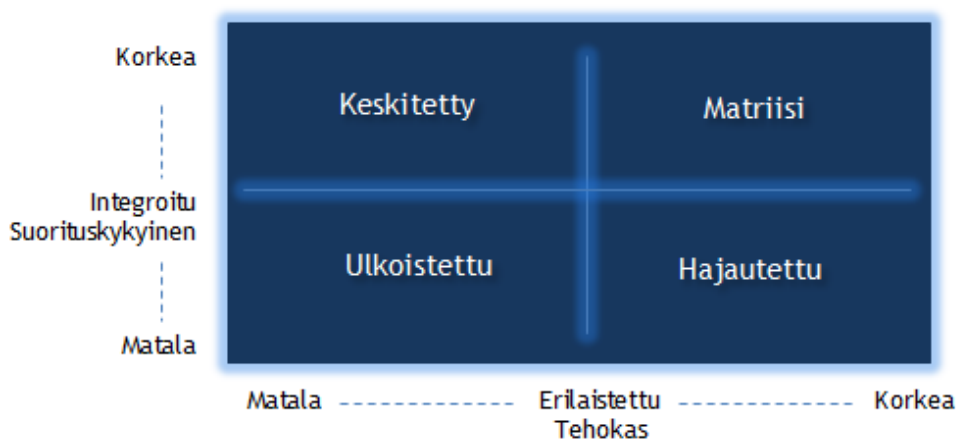 Korkea
Keskitetty
Matriisi
Integroitu
Suorituskykyinen
Ulkoistettu
Hajautettu
Matala
Matala
Erilaistettu
Korkea
Tehokas